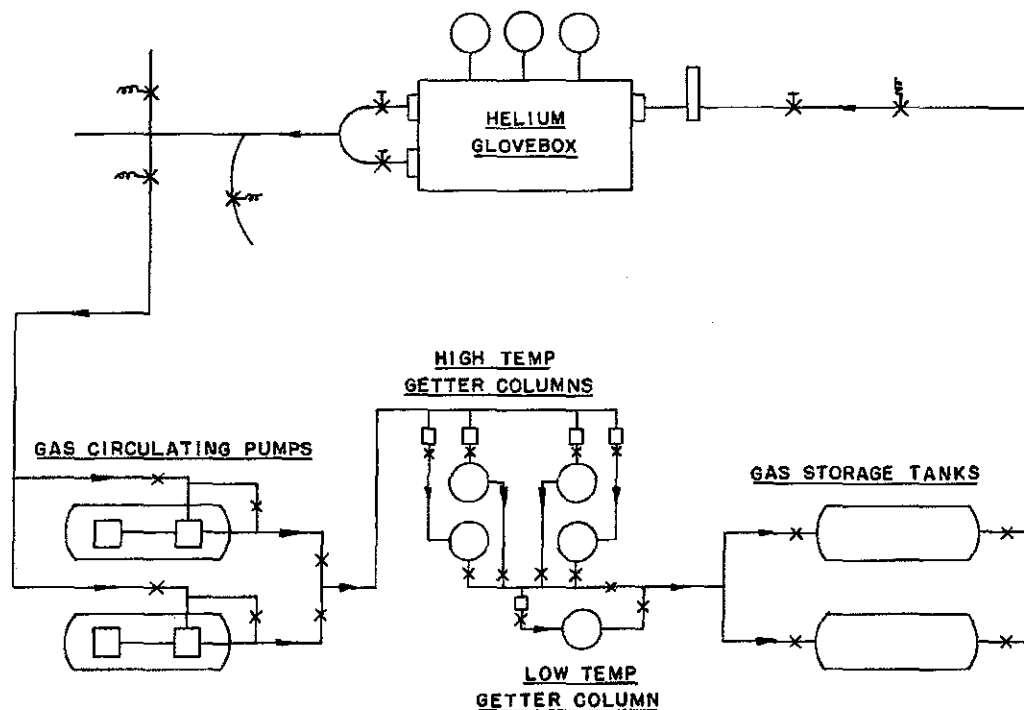 HELIUM
GLOVEBOX
HIGH TEMP
GETTER COLUMNS
GAS CIRCULATING PUMPS
GAS STORAGE TANKS
LOW TEMP
GETTER COLUMN